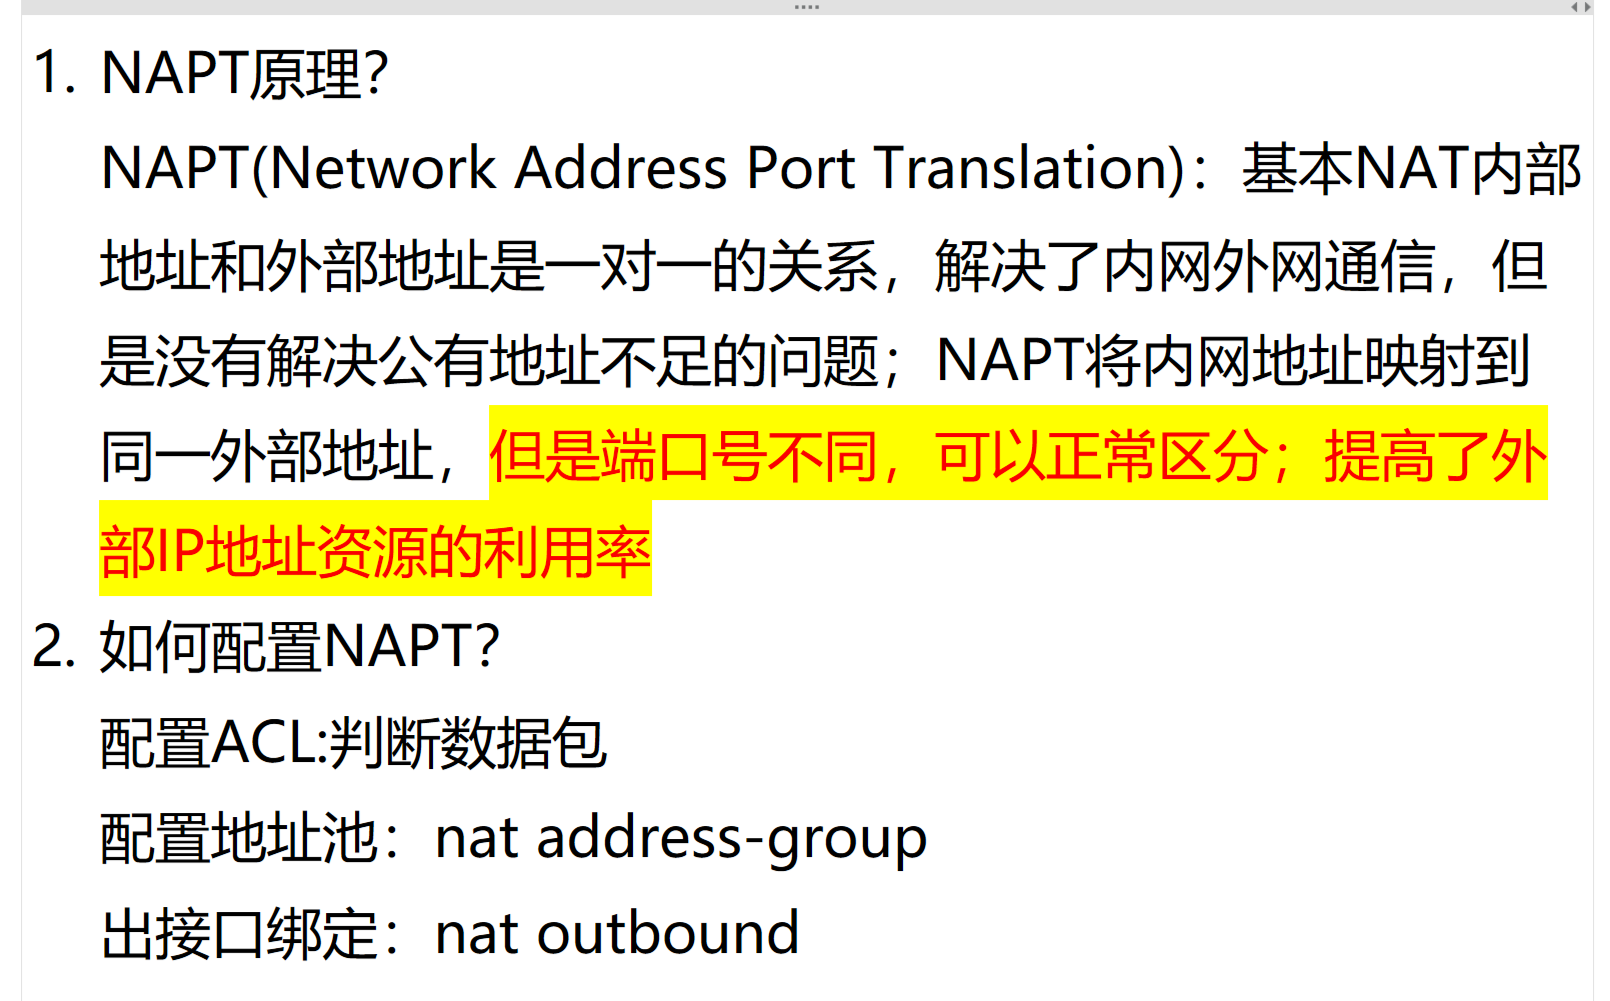 1. NAPT原理?
NAPT(Network Address Port Translation)：基本NAT内部
地址和外部地址是一对一的关系，解决了内网外网通信，但
是没有解决公有地址不足的问题；NAPT将内网地址映射到
同一外部地址，但是端口号不同，可以正常区分；提高了外
部IP地址资源的利用率
2. 如何配置NAPT?
配置ACL:判断数据包
配置地址池：nat address-group
出接口绑定：nat outbound